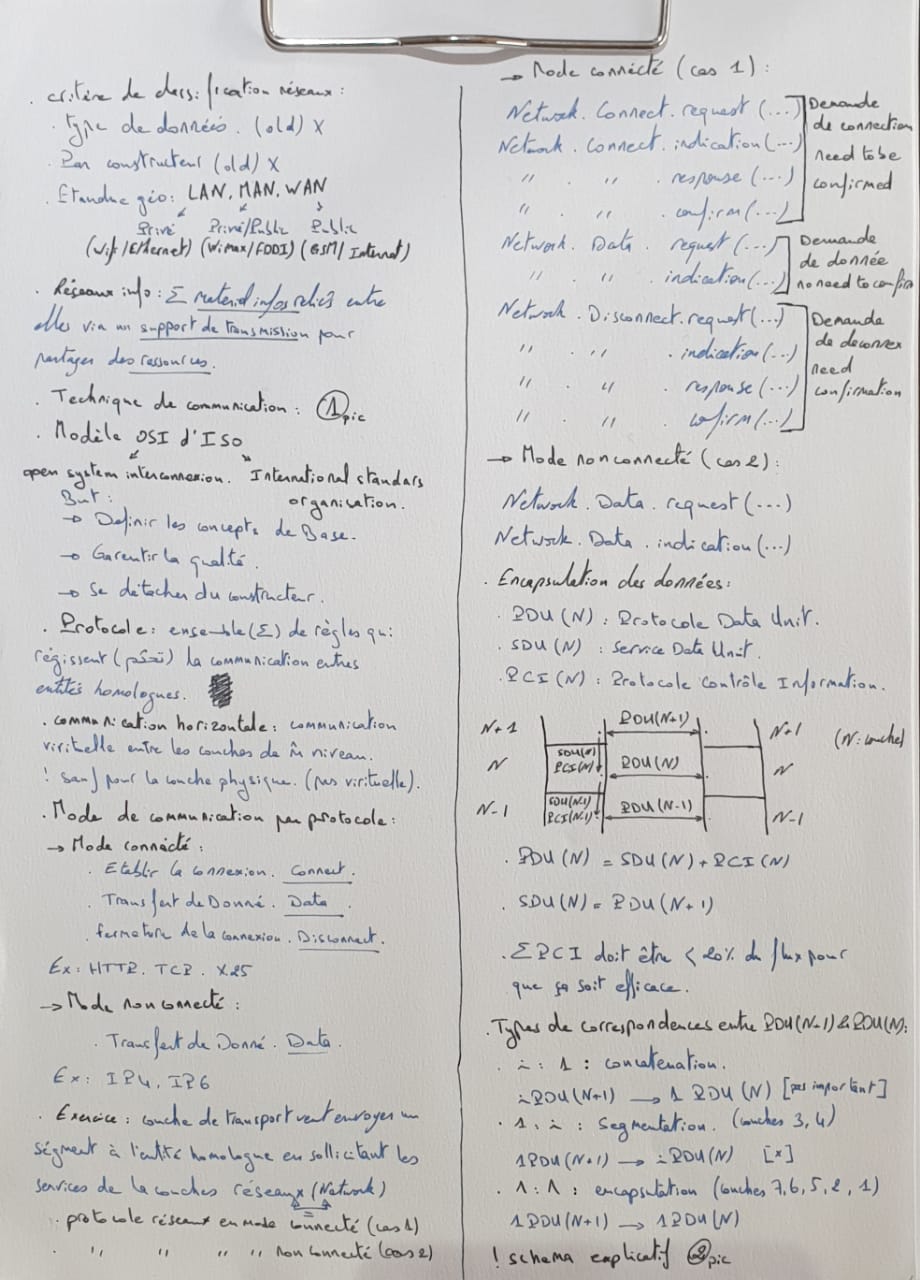 . critère de classification réseaux :
. type de données. (old) X
. Par constructeur (old) X
. Etandue géo: LAN, MAN, WAN
Privé Privé/Public Public
(Wifi/Ethernet) (Wimax/FDDI) (GSM/Internet)
. Réseaux info : Σ materiel infos reliés entre
elles via un support de transmission pour
partager des ressources.
. Technique de communication : ① pic
. Modèle OSI d'ISO
open system interconnexion. International standars
organisation.
But :
→ Definir les concepts de Base.
→ Garentir la qualité.
→ Se détacher du constructeur.
. Protocole : ensemble (Σ) de règles qui
régissent (تحكم) la communication entres
entités homologues.
. communication horizontale : communication
virituelle entre les couches de m̂ niveau.
! sauf pour la couche physique. (pas virituelle).
. Mode de communication par protocole :
→ Mode connécté :
. Etablir la connexion. Connect.
. Transfert de Donné. Data.
. fermeture de la connexion. Disconnect.
Ex : HTTP. TCP. X25
→ Mode non connecté :
. Transfert de Donné. Data.
Ex : IP4, IP6
. Exercice : couche de transport veut envoyer un
ségment à l'entité homologue en sollicitant les
services de la couches réseaux (Network)
. protocole réseaux en mode connecté (cas 1)
. '' '' '' '' non connecté (cas 2)
→ Mode connécté (cas 1) :
Network. Connect. request (...)
Network. Connect. indication (...)
'' . '' . response (...)
'' . '' . confirm (...)
Demande
de connection
need to be
confirmed
Network. Data. request (...)
'' . '' . indication (...)
Demande
de donnée
no need to confirm
Network. Disconnect. request (...)
'' . '' . indication (...)
'' . '' . response (...)
'' . '' . confirm (...)
Demande
de deconnex
need
confirmation
→ Mode non connecté (cas 2) :
Network. Data. request (...)
Network. Data. indication (...)
. Encapsulation des données :
. PDU (N) : Protocole Data Unit.
. SDU (N) : Service Data Unit.
. PCI (N) : Protocole Contrôle Information.
N+1 PDU(N+1) N+1 (N : couche)
SDU(N)
N PCI(N) PDU(N) N
SDU(N-1)
N-1 PCI(N-1) PDU(N-1) N-1
. PDU (N) = SDU (N) + PCI (N)
. SDU (N) = PDU (N+1)
. Σ PCI doit être < 20% du flux pour
que ça soit efficace.
. Types de correspondences entre PDU(N-1) & PDU(N) :
. i : 1 : concatenation.
i PDU (N+1) → 1 PDU (N) [pas important]
. 1 : i : Segmentation. (couches 3, 4)
1 PDU (N+1) → i PDU (N) [x]
. 1 : 1 : encapsulation (couches 7, 6, 5, 2, 1)
1 PDU (N+1) → 1 PDU (N)
! schema explicatif ② pic